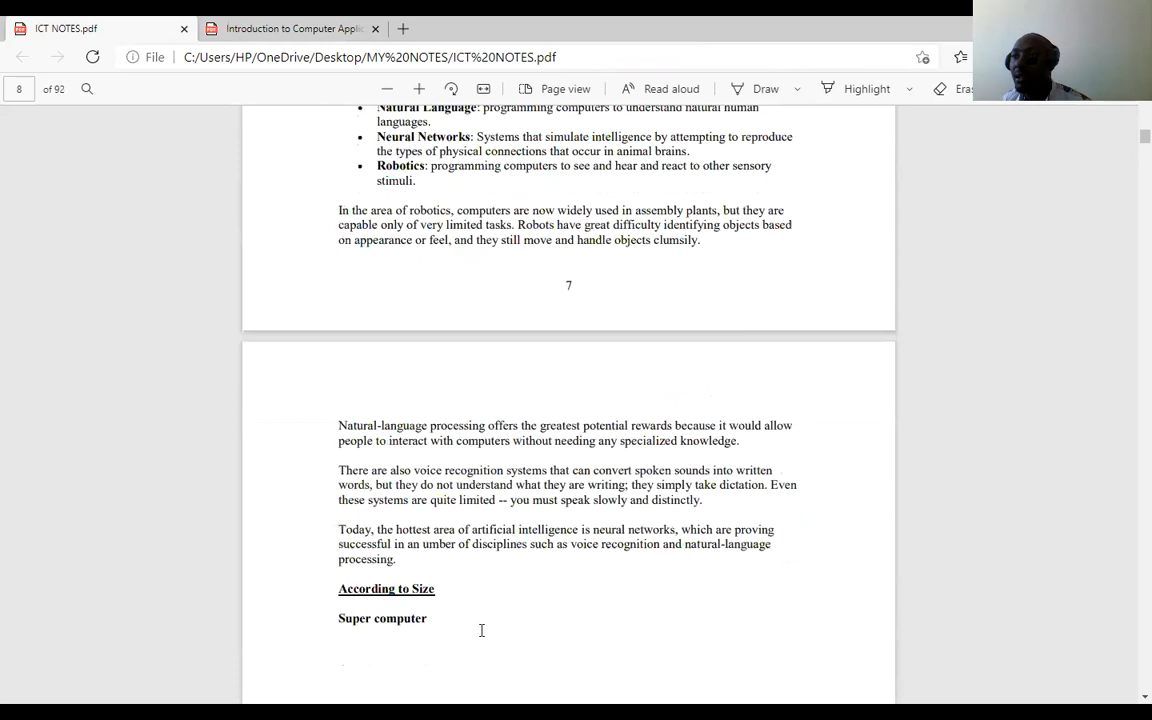 ICT NOTES.pdf
Introduction to Computer Applic
File
C:/Users/HP/OneDrive/Desktop/MY%20NOTES/ICT%20NOTES.pdf
8 of 92
Page view
Read aloud
Draw
Highlight
Eras
Natural Language: programming computers to understand natural human
languages.
Neural Networks: Systems that simulate intelligence by attempting to reproduce
the types of physical connections that occur in animal brains.
Robotics: programming computers to see and hear and react to other sensory
stimuli.
In the area of robotics, computers are now widely used in assembly plants, but they are
capable only of very limited tasks. Robots have great difficulty identifying objects based
on appearance or feel, and they still move and handle objects clumsily.
7
Natural-language processing offers the greatest potential rewards because it would allow
people to interact with computers without needing any specialized knowledge.
There are also voice recognition systems that can convert spoken sounds into written
words, but they do not understand what they are writing; they simply take dictation. Even
these systems are quite limited -- you must speak slowly and distinctly.
Today, the hottest area of artificial intelligence is neural networks, which are proving
successful in an umber of disciplines such as voice recognition and natural-language
processing.
According to Size
Super computer